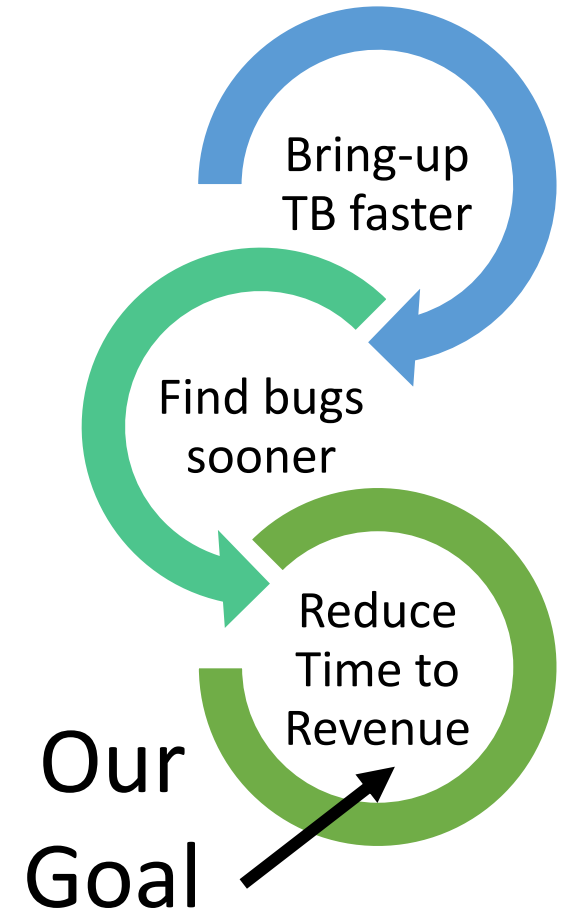 Bring-up
TB faster
Find bugs
sooner
Reduce
Time to
Revenue
Our
Goal